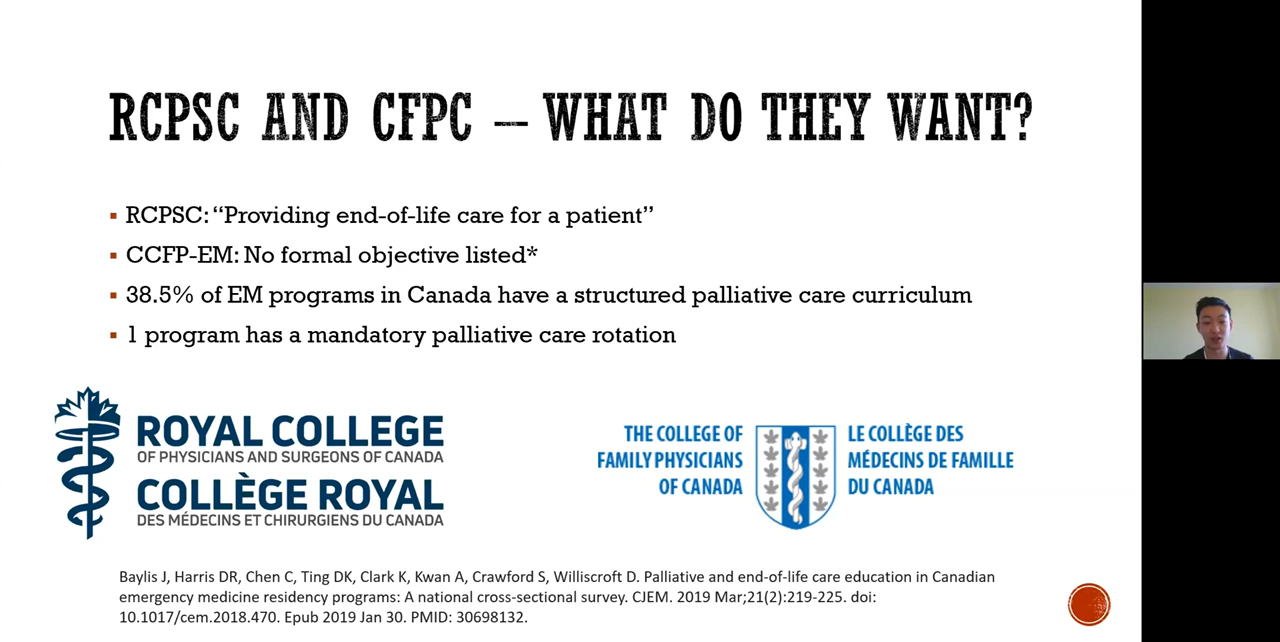 RCPSC AND CFPC – WHAT DO THEY WANT?
▪ RCPSC: “Providing end-of-life care for a patient”
▪ CCFP-EM: No formal objective listed*
▪ 38.5% of EM programs in Canada have a structured palliative care curriculum
▪ 1 program has a mandatory palliative care rotation
ROYAL COLLEGE
OF PHYSICIANS AND SURGEONS OF CANADA
COLLÈGE ROYAL
DES MÉDECINS ET CHIRURGIENS DU CANADA
THE COLLEGE OF
FAMILY PHYSICIANS
OF CANADA
LE COLLÈGE DES
MÉDECINS DE FAMILLE
DU CANADA
Baylis J, Harris DR, Chen C, Ting DK, Clark K, Kwan A, Crawford S, Williscroft D. Palliative and end-of-life care education in Canadian
emergency medicine residency programs: A national cross-sectional survey. CJEM. 2019 Mar;21(2):219-225. doi:
10.1017/cem.2018.470. Epub 2019 Jan 30. PMID: 30698132.